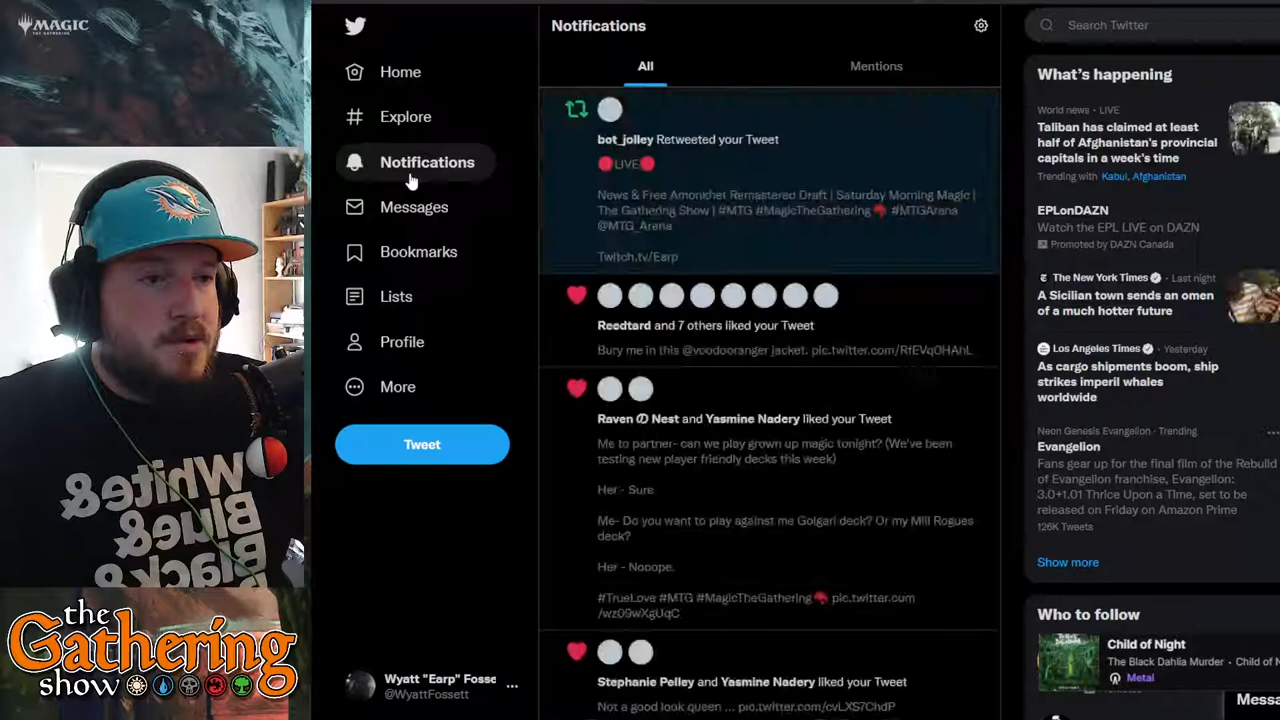 MAGIC
THE GATHERING
White&
Blue&
Black&
the
Gathering
show
Home
Explore
Notifications
Messages
Bookmarks
Lists
Profile
More
Tweet
Wyatt "Earp" Fosse
@WyattFossett
Notifications
All
Mentions
bot_jolley Retweeted your Tweet
🔴LIVE🔴
News & Free Amonkhet Remastered Draft | Saturday Morning Magic |
The Gathering Show | #MTG #MagicTheGathering #MTGArena
@MTG_Arena
Twitch.tv/Earp
Reedtard and 7 others liked your Tweet
Bury me in this @voodooranger jacket. pic.twitter.com/RfEVq0HAhL
Raven の Nest and Yasmine Nadery liked your Tweet
Me to partner- can we play grown up magic tonight? (We've been
testing new player friendly decks this week)
Her - Sure
Me- Do you want to play against me Golgari deck? Or my Mill Rogues
deck?
Her - Nooope.
#TrueLove #MTG #MagicTheGathering pic.twitter.com
/wz09wXgUqC
Stephanie Pelley and Yasmine Nadery liked your Tweet
Not a good look queen ... pic.twitter.com/cvLXS7ChdP
Search Twitter
What's happening
World news · LIVE
Taliban has claimed at least
half of Afghanistan's provincial
capitals in a week's time
Trending with Kabul, Afghanistan
EPLonDAZN
Watch the EPL LIVE on DAZN
Promoted by DAZN Canada
The New York Times · Last night
A Sicilian town sends an omen
of a much hotter future
Los Angeles Times · Yesterday
As cargo shipments boom, ship
strikes imperil whales
worldwide
Neon Genesis Evangelion · Trending
Evangelion
Fans gear up for the final film of the Rebuild
of Evangelion franchise, Evangelion:
3.0+1.01 Thrice Upon a Time, set to be
released on Friday on Amazon Prime
126K Tweets
Show more
Who to follow
Child of Night
The Black Dahlia Murder · Child of N
Metal
Messa